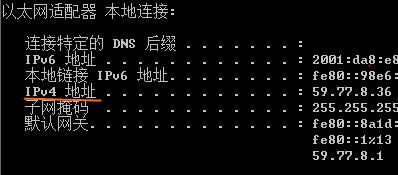 以太网适配器 本地连接:
连接特定的 DNS 后缀 . . . . . . . :
IPv6 地址 . . . . . . . . . . . . : 2001:da8:e8
本地链接 IPv6 地址. . . . . . . . : fe80::98e6:
IPv4 地址 . . . . . . . . . . . . : 59.77.8.36
子网掩码 . . . . . . . . . . . . : 255.255.255
默认网关. . . . . . . . . . . . . : fe80::8a1d:
fe80::1%13
59.77.8.1